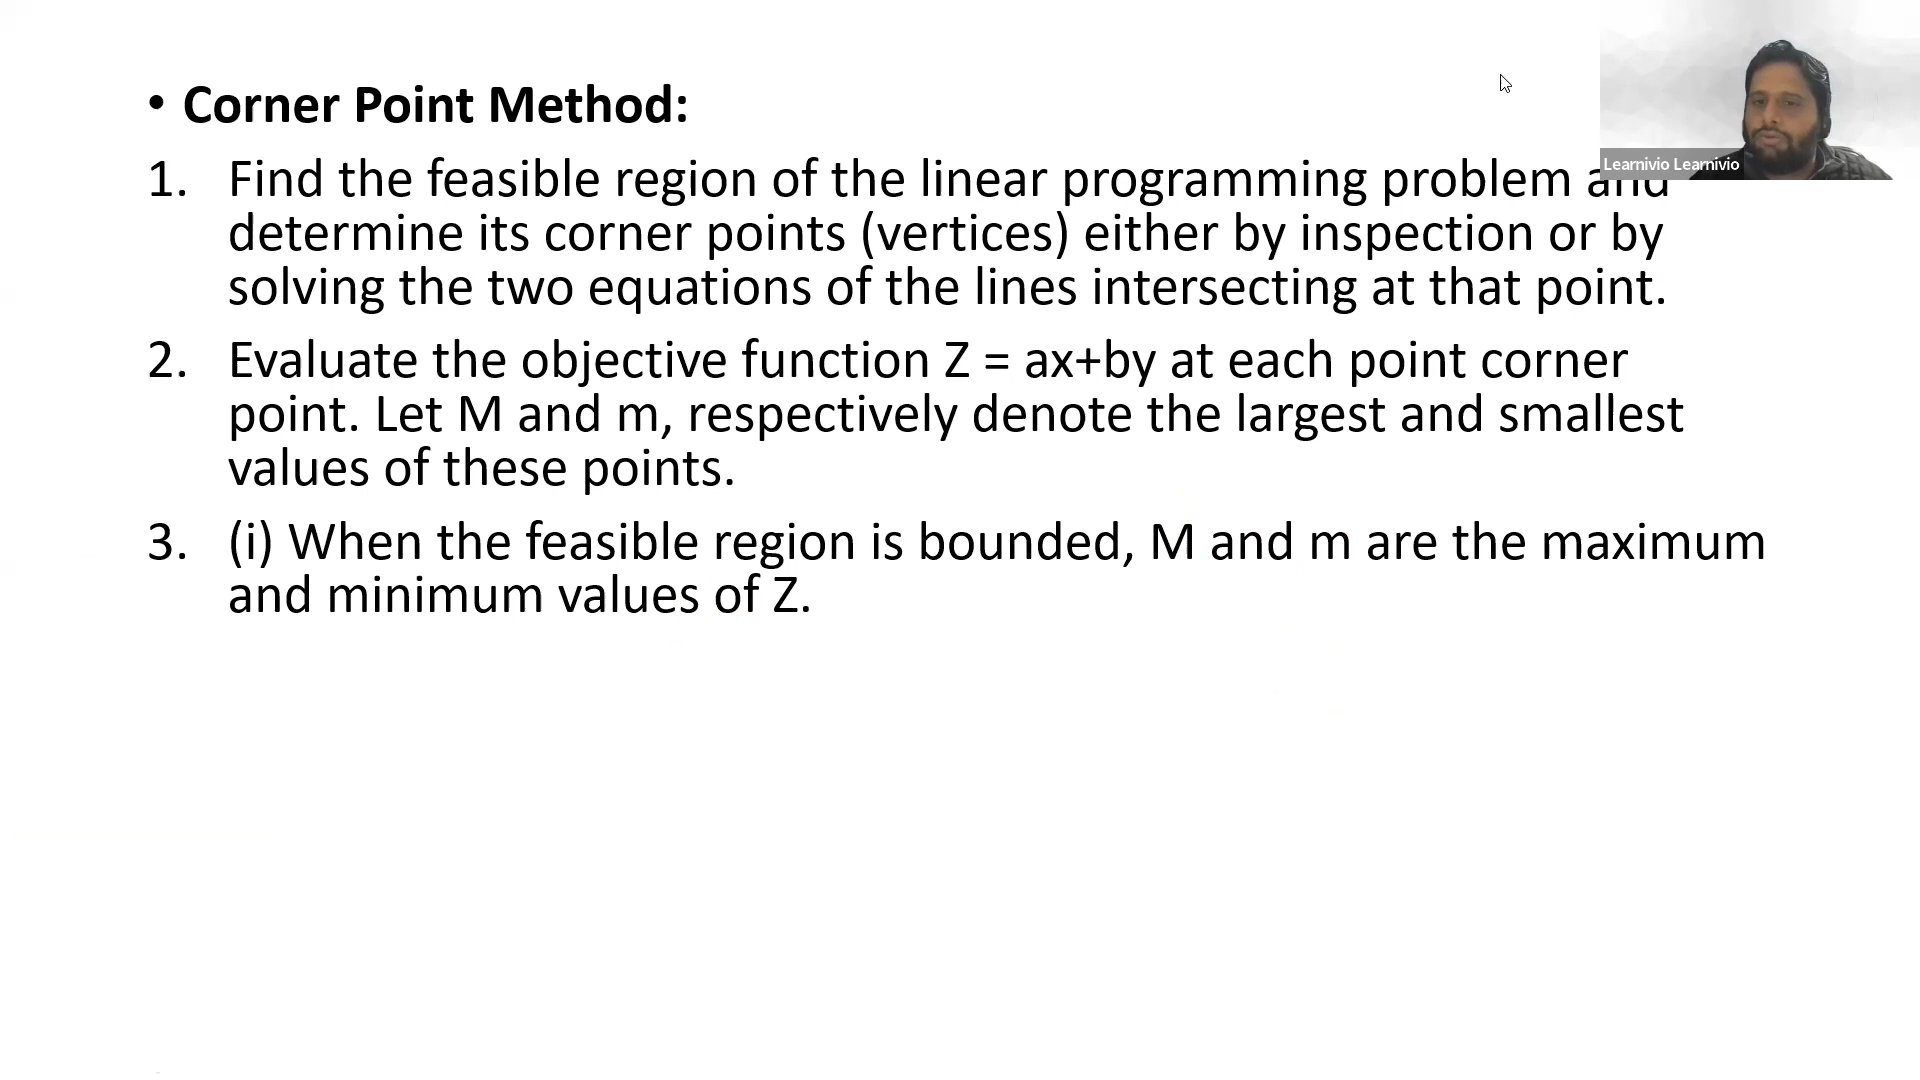 • Corner Point Method:
1. Find the feasible region of the linear programming problem and
determine its corner points (vertices) either by inspection or by
solving the two equations of the lines intersecting at that point.
2. Evaluate the objective function Z = ax+by at each point corner
point. Let M and m, respectively denote the largest and smallest
values of these points.
3. (i) When the feasible region is bounded, M and m are the maximum
and minimum values of Z.
Learnivio Learnivio